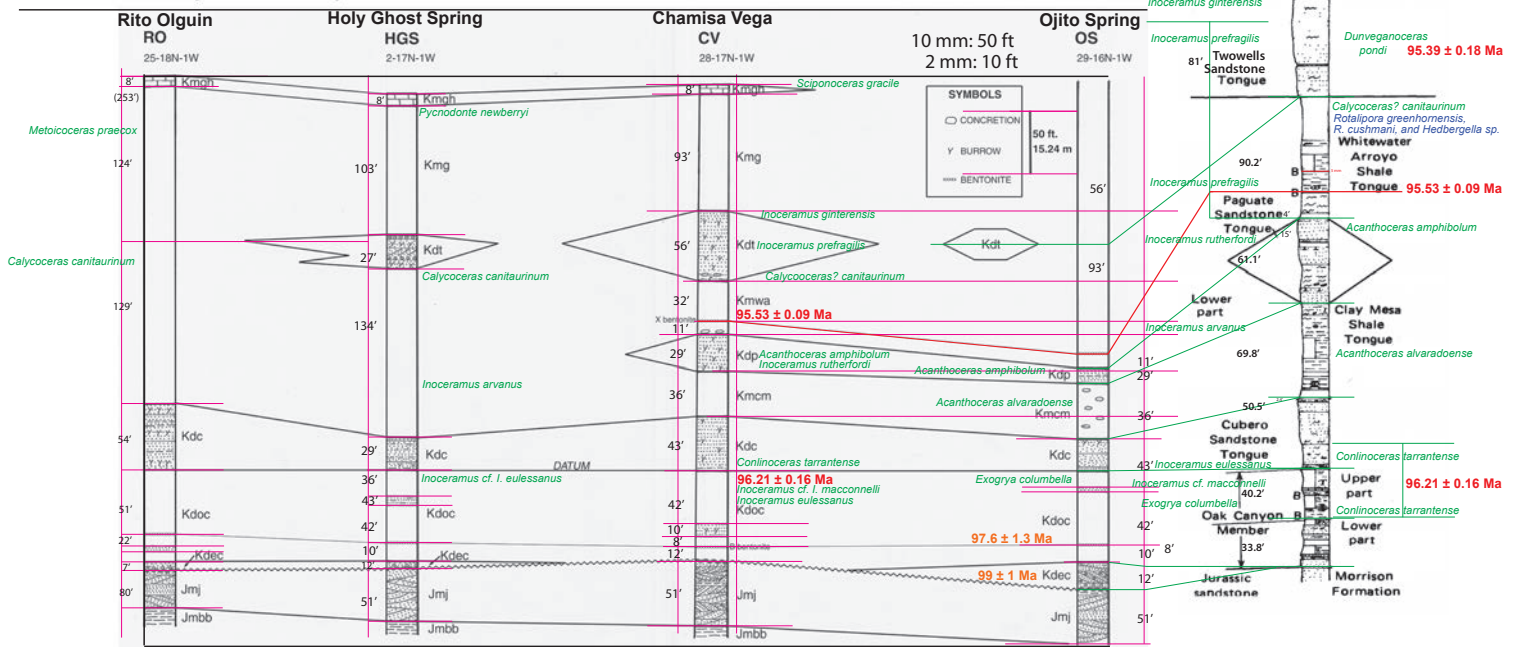 Rito Olguin
RO
25-18N-1W
Holy Ghost Spring
HGS
2-17N-1W
Chamisa Vega
CV
28-17N-1W
10 mm: 50 ft
2 mm: 10 ft
Ojito Spring
OS
29-16N-1W
8'
(253')
Kmgh
Metoicoceras praecox
124'
Calycoceras canitaurinum
129'
54'
Kdc
51'
Kdoc
22'
Kdec
7'
80'
Jmj
Jmbb
8'
Kmgh
Pycnodonte newberryi
103'
Kmg
Kdt
27'
Calycoceras canitaurinum
134'
Inoceramus arvanus
29'
Kdc
DATUM
36'
Inoceramus cf. I. eulessanus
43'
Kdoc
42'
10'
Kdec
12'
51'
Jmj
Jmbb
8'
Kmgh
Sciponoceras gracile
93'
Kmg
Inoceramus ginterensis
56'
Kdt
Inoceramus prefragilis
Calycooceras? canitaurinum
32'
Kmwa
X bentonite
95.53 ± 0.09 Ma
11'
29'
Kdp
Acanthoceras amphibolum
Inoceramus rutherfordi
36'
Kmcm
43'
Kdc
Conlinoceras tarrantense
96.21 ± 0.16 Ma
Inoceramus cf. I. macconnelli
Inoceramus eulessanus
42'
Kdoc
10'
8'
B bentonite
12'
51'
Jmj
Jmbb
SYMBOLS
CONCRETION
Y BURROW
BENTONITE
50 ft.
15.24 m
56'
Kdt
93'
11'
Acanthoceras amphibolum
Kdp
29'
Acanthoceras alvaradoense
Kmcm
36'
Kdc
43'
Exogrya columbella
Kdoc
42'
97.6 ± 1.3 Ma
8'
10'
99 ± 1 Ma
Kdec
12'
Jmj
51'
Inoceramus ginterensis
Inoceramus prefragilis
81'
Twowells
Sandstone
Tongue
Dunveganoceras
pondi
95.39 ± 0.18 Ma
Calycoceras? canitaurinum
Rotalipora greenhornensis,
R. cushmani, and Hedbergella sp.
Whitewater
Arroyo
Shale
Tongue
90.2'
B
B
95.53 ± 0.09 Ma
Inoceramus prefragilis
Paguate
Sandstone
Tongue
4'
15'
Acanthoceras amphibolum
Inoceramus rutherfordi
61.1'
Lower
part
Clay Mesa
Shale
Tongue
Inoceramus arvanus
69.8'
Acanthoceras alvaradoense
50.5'
Cubero
Sandstone
Tongue
Conlinoceras tarrantense
Inoceramus eulessanus
Inoceramus cf. macconnelli
Upper
part
96.21 ± 0.16 Ma
40.2'
Exogyra columbella
B
Oak Canyon
Member
B
Conlinoceras tarrantense
Lower
part
33.8'
Jurassic
sandstone
Morrison
Formation